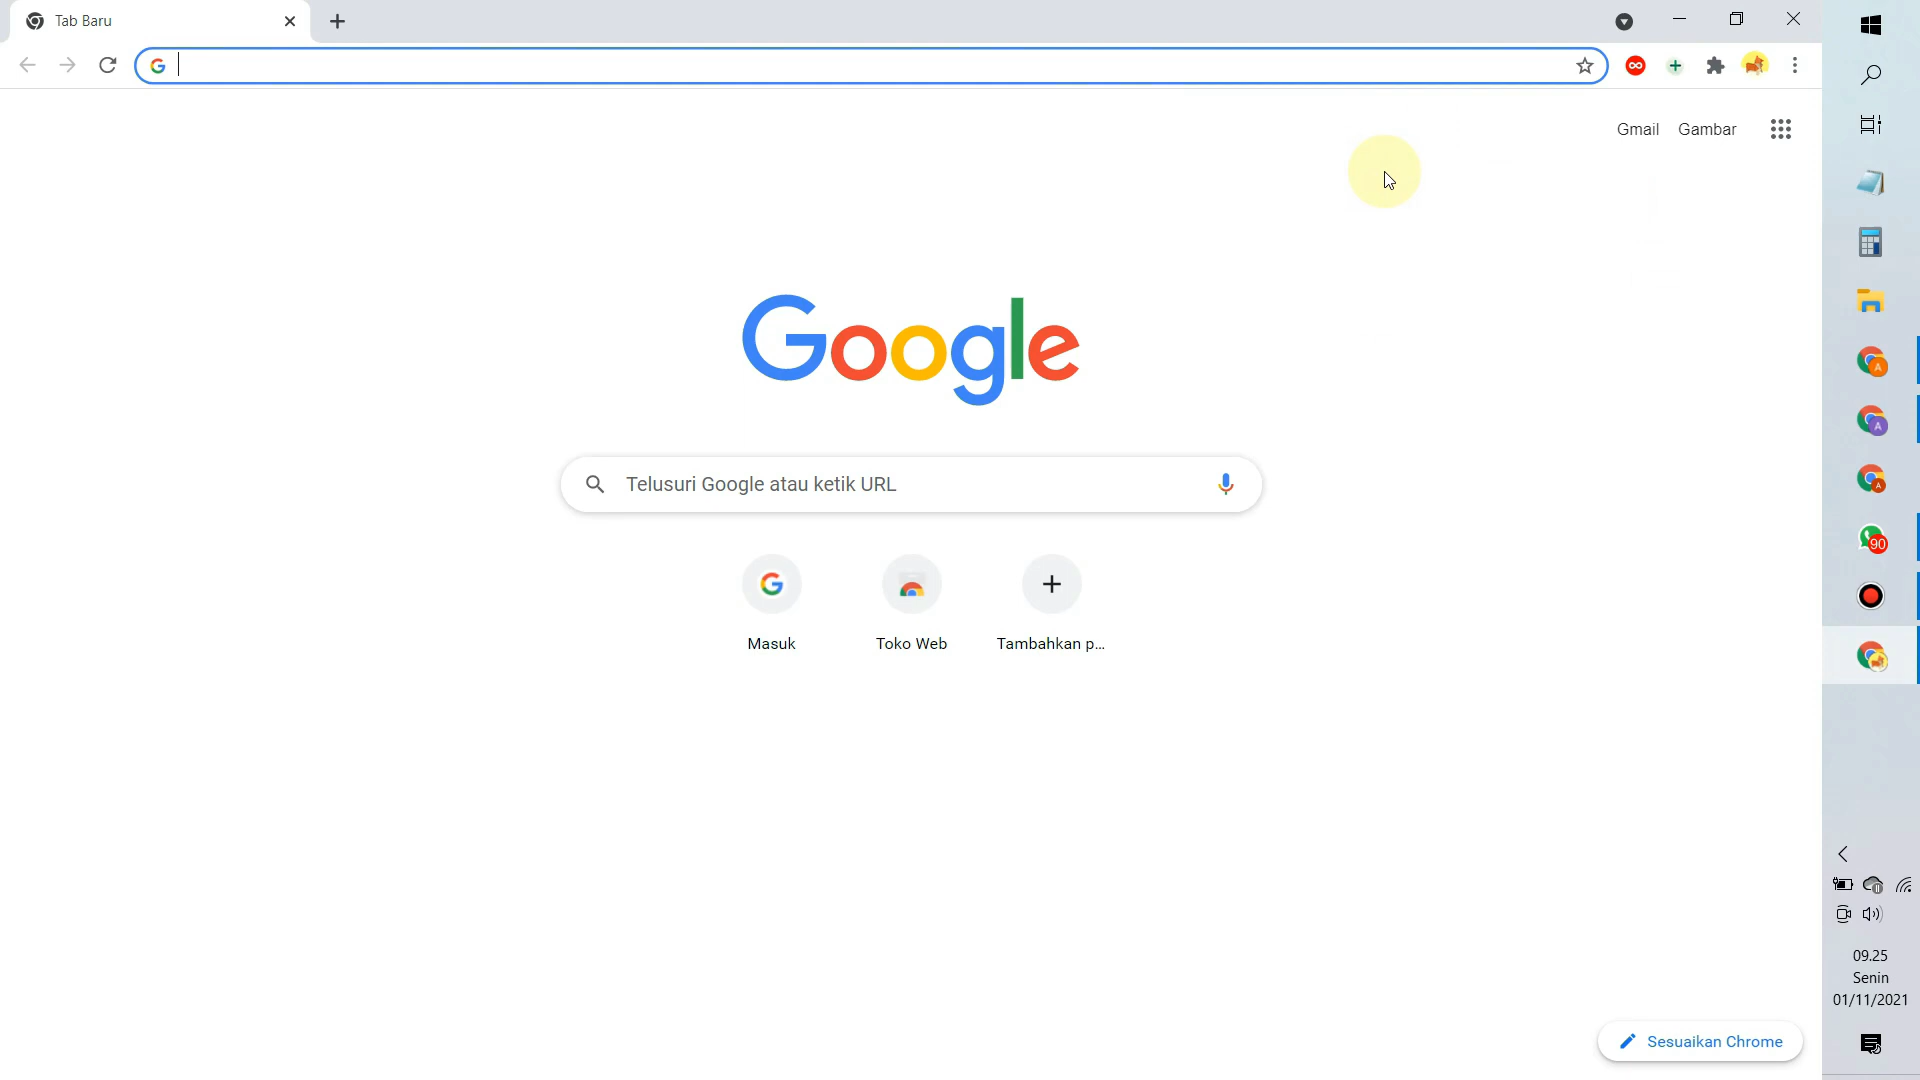 Tab Baru
Gmail Gambar
Google
Telusuri Google atau ketik URL
Masuk Toko Web Tambahkan p...
Sesuaikan Chrome
A
A
A
90
09.25
Senin
01/11/2021